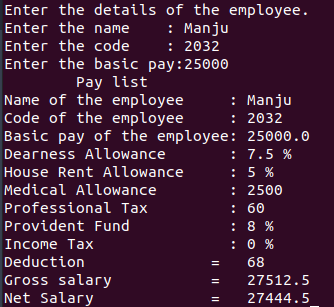 Enter the details of the employee.
Enter the name    : Manju
Enter the code    : 2032
Enter the basic pay:25000
        Pay list
Name of the employee     : Manju
Code of the employee     : 2032
Basic pay of the employee: 25000.0
Dearness Allowance       : 7.5 %
House Rent Allowance     : 5 %
Medical Allowance        : 2500
Professional Tax         : 60
Provident Fund           : 8 %
Income Tax               : 0 %
Deduction              =   68
Gross salary           =   27512.5
Net Salary             =   27444.5